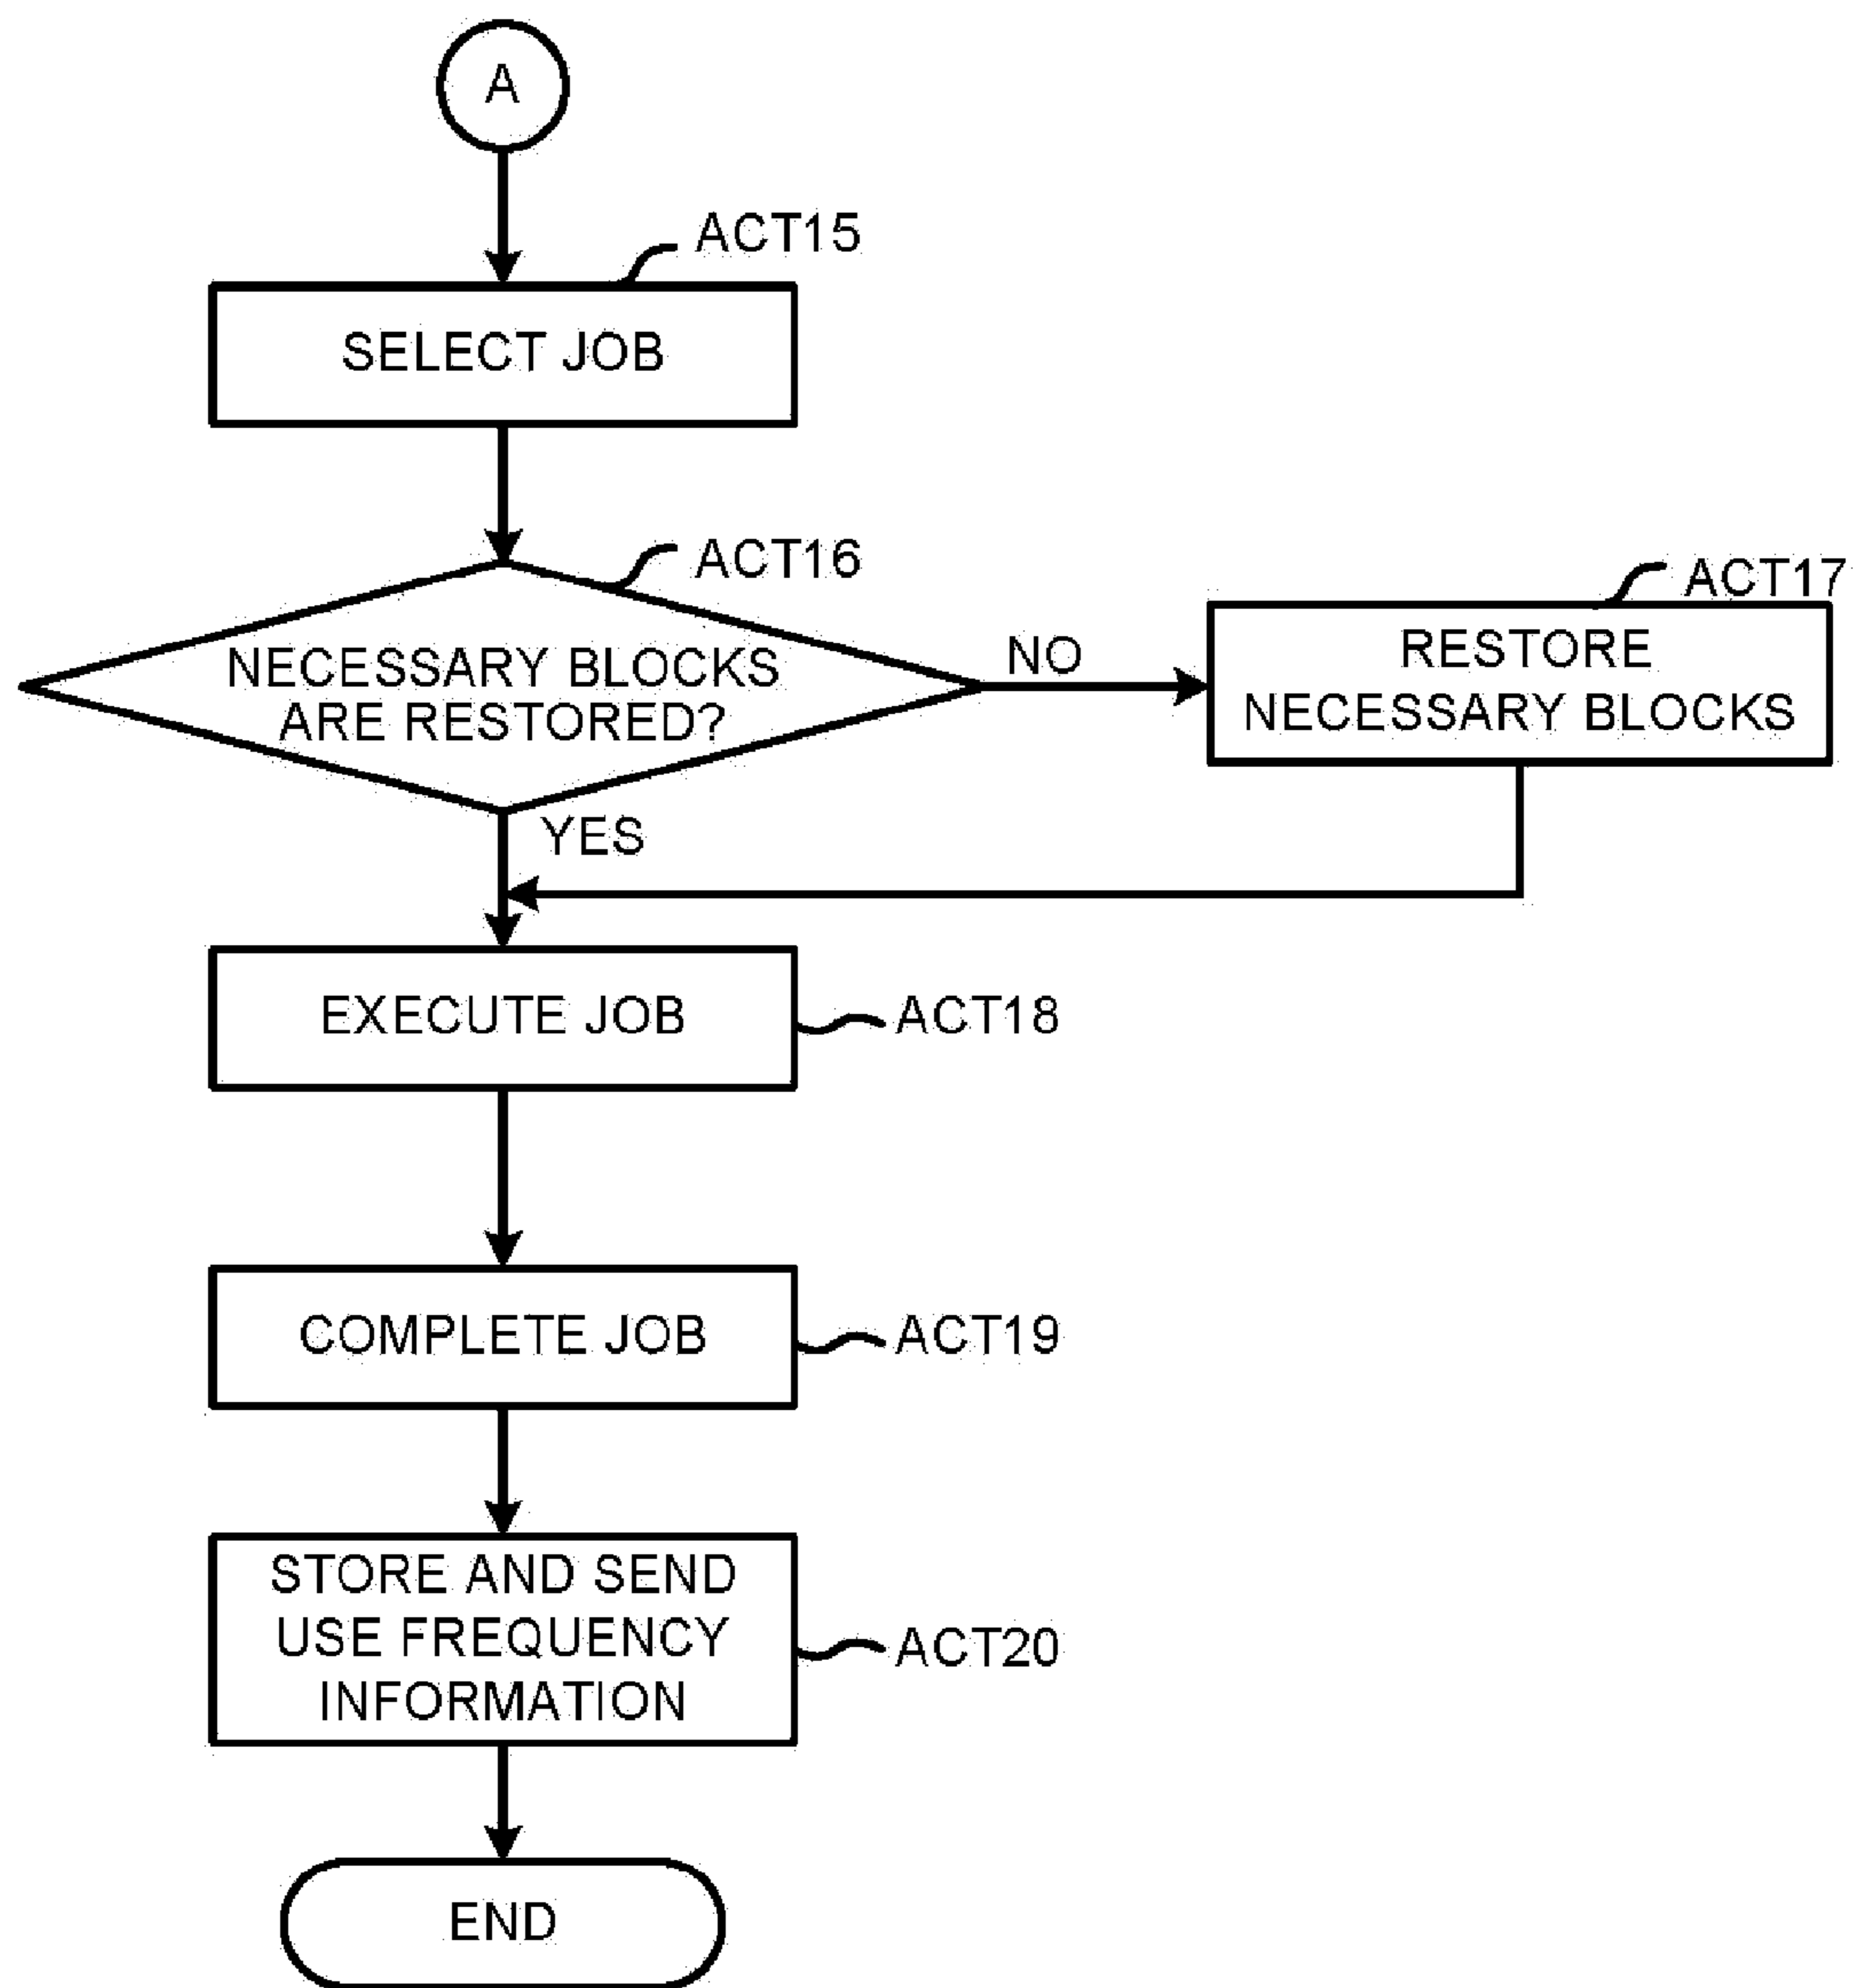 A
ACT15
SELECT JOB
ACT16
NECESSARY BLOCKS
ARE RESTORED?
NO
ACT17
RESTORE
NECESSARY BLOCKS
YES
EXECUTE JOB
ACT18
COMPLETE JOB
ACT19
STORE AND SEND
USE FREQUENCY
INFORMATION
ACT20
END